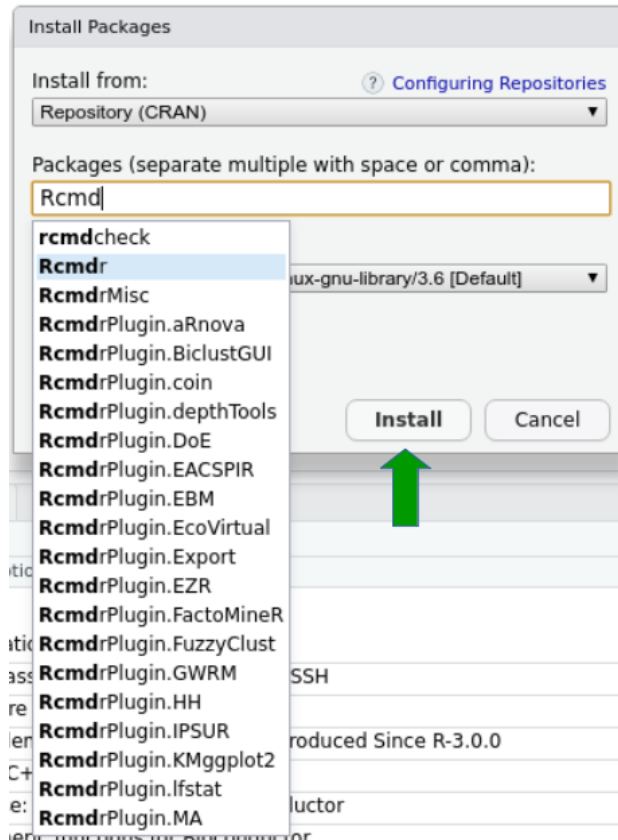 Install Packages
Install from:
? Configuring Repositories
Repository (CRAN)
Packages (separate multiple with space or comma):
Rcmd
rcmdcheck
Rcmdr
ux-gnu-library/3.6 [Default]
RcmdrMisc
RcmdrPlugin.aRnova
RcmdrPlugin.BiclustGUI
RcmdrPlugin.coin
RcmdrPlugin.depthTools
Install
Cancel
RcmdrPlugin.DoE
RcmdrPlugin.EACSPIR
RcmdrPlugin.EBM
RcmdrPlugin.EcoVirtual
RcmdrPlugin.Export
RcmdrPlugin.EZR
RcmdrPlugin.FactoMineR
RcmdrPlugin.FuzzyClust
RcmdrPlugin.GWRM
SSH
RcmdrPlugin.HH
RcmdrPlugin.IPSUR
roduced Since R-3.0.0
RcmdrPlugin.KMggplot2
C+
RcmdrPlugin.lfstat
e:
luctor
RcmdrPlugin.MA